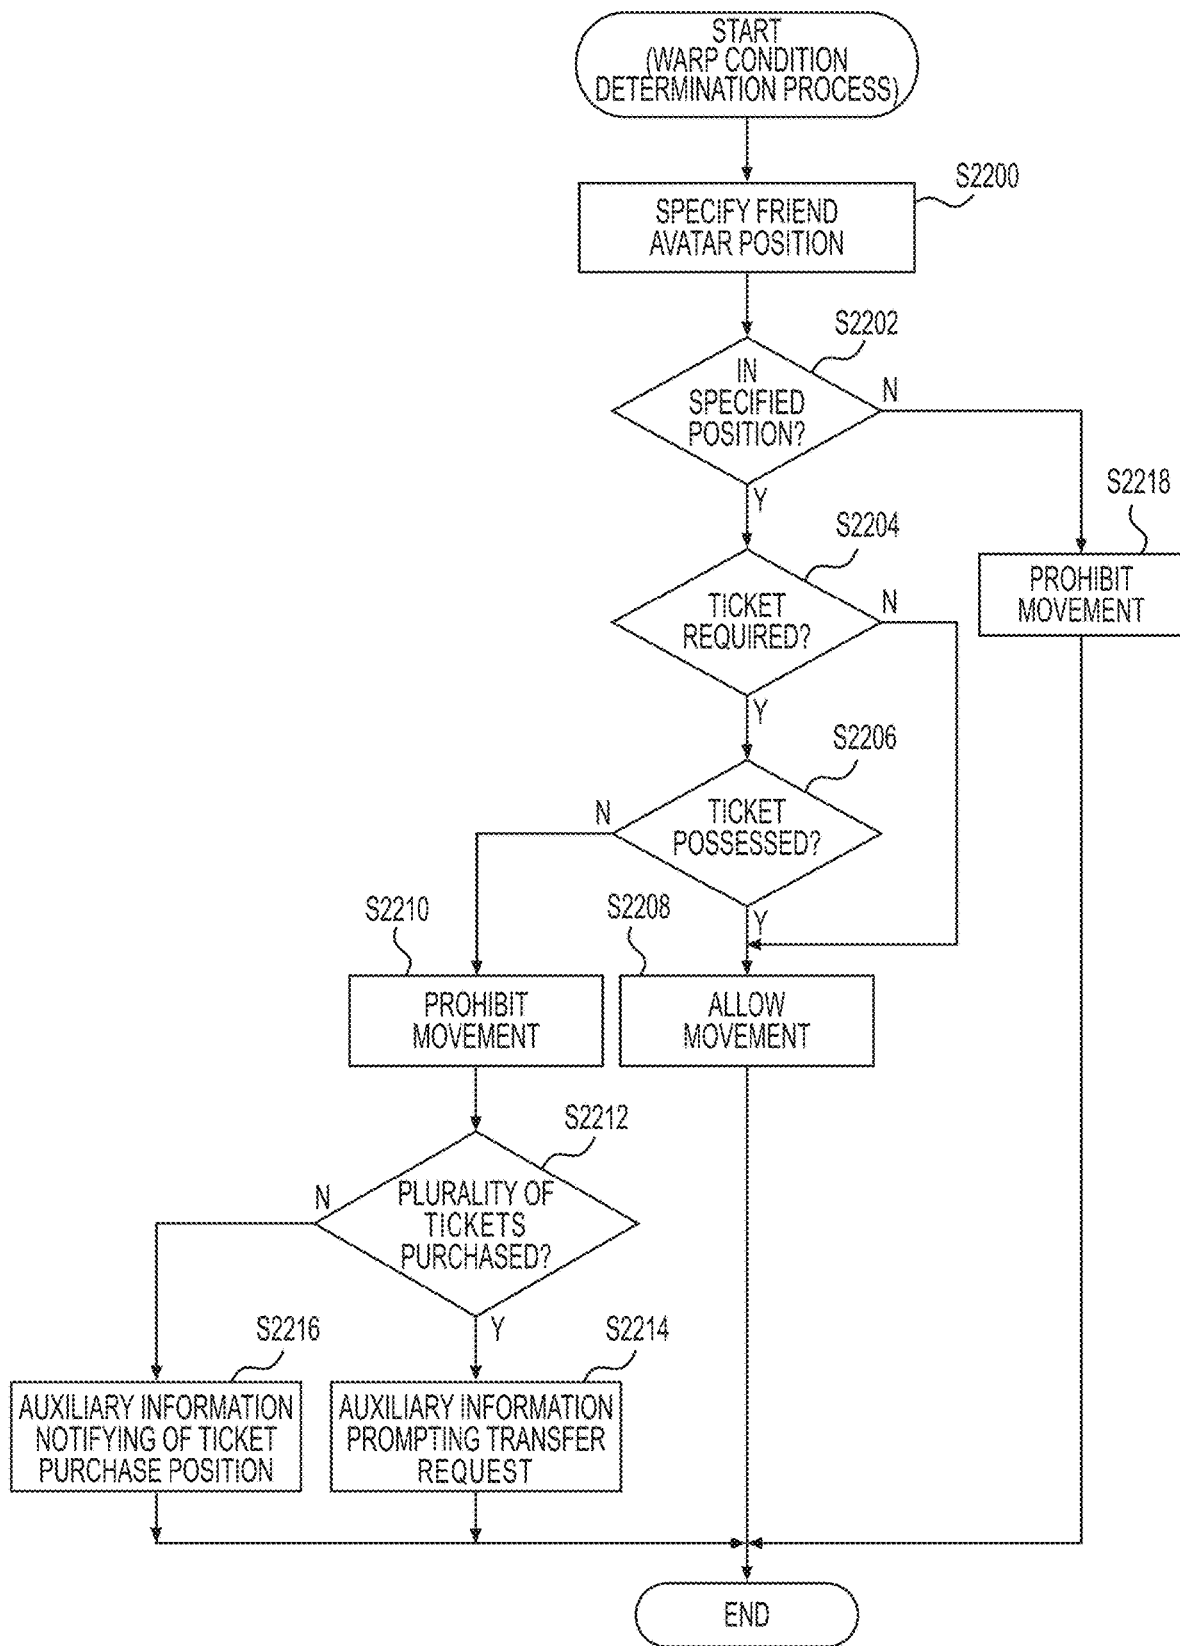 START
(WARP CONDITION
DETERMINATION PROCESS)
S2200
SPECIFY FRIEND
AVATAR POSITION
S2202
IN
SPECIFIED
POSITION?
N
Y
S2218
PROHIBIT
MOVEMENT
S2204
TICKET
REQUIRED?
N
Y
S2206
TICKET
POSSESSED?
N
Y
S2210
PROHIBIT
MOVEMENT
S2208
ALLOW
MOVEMENT
S2212
PLURALITY OF
TICKETS
PURCHASED?
N
Y
S2216
AUXILIARY INFORMATION
NOTIFYING OF TICKET
PURCHASE POSITION
S2214
AUXILIARY INFORMATION
PROMPTING TRANSFER
REQUEST
END